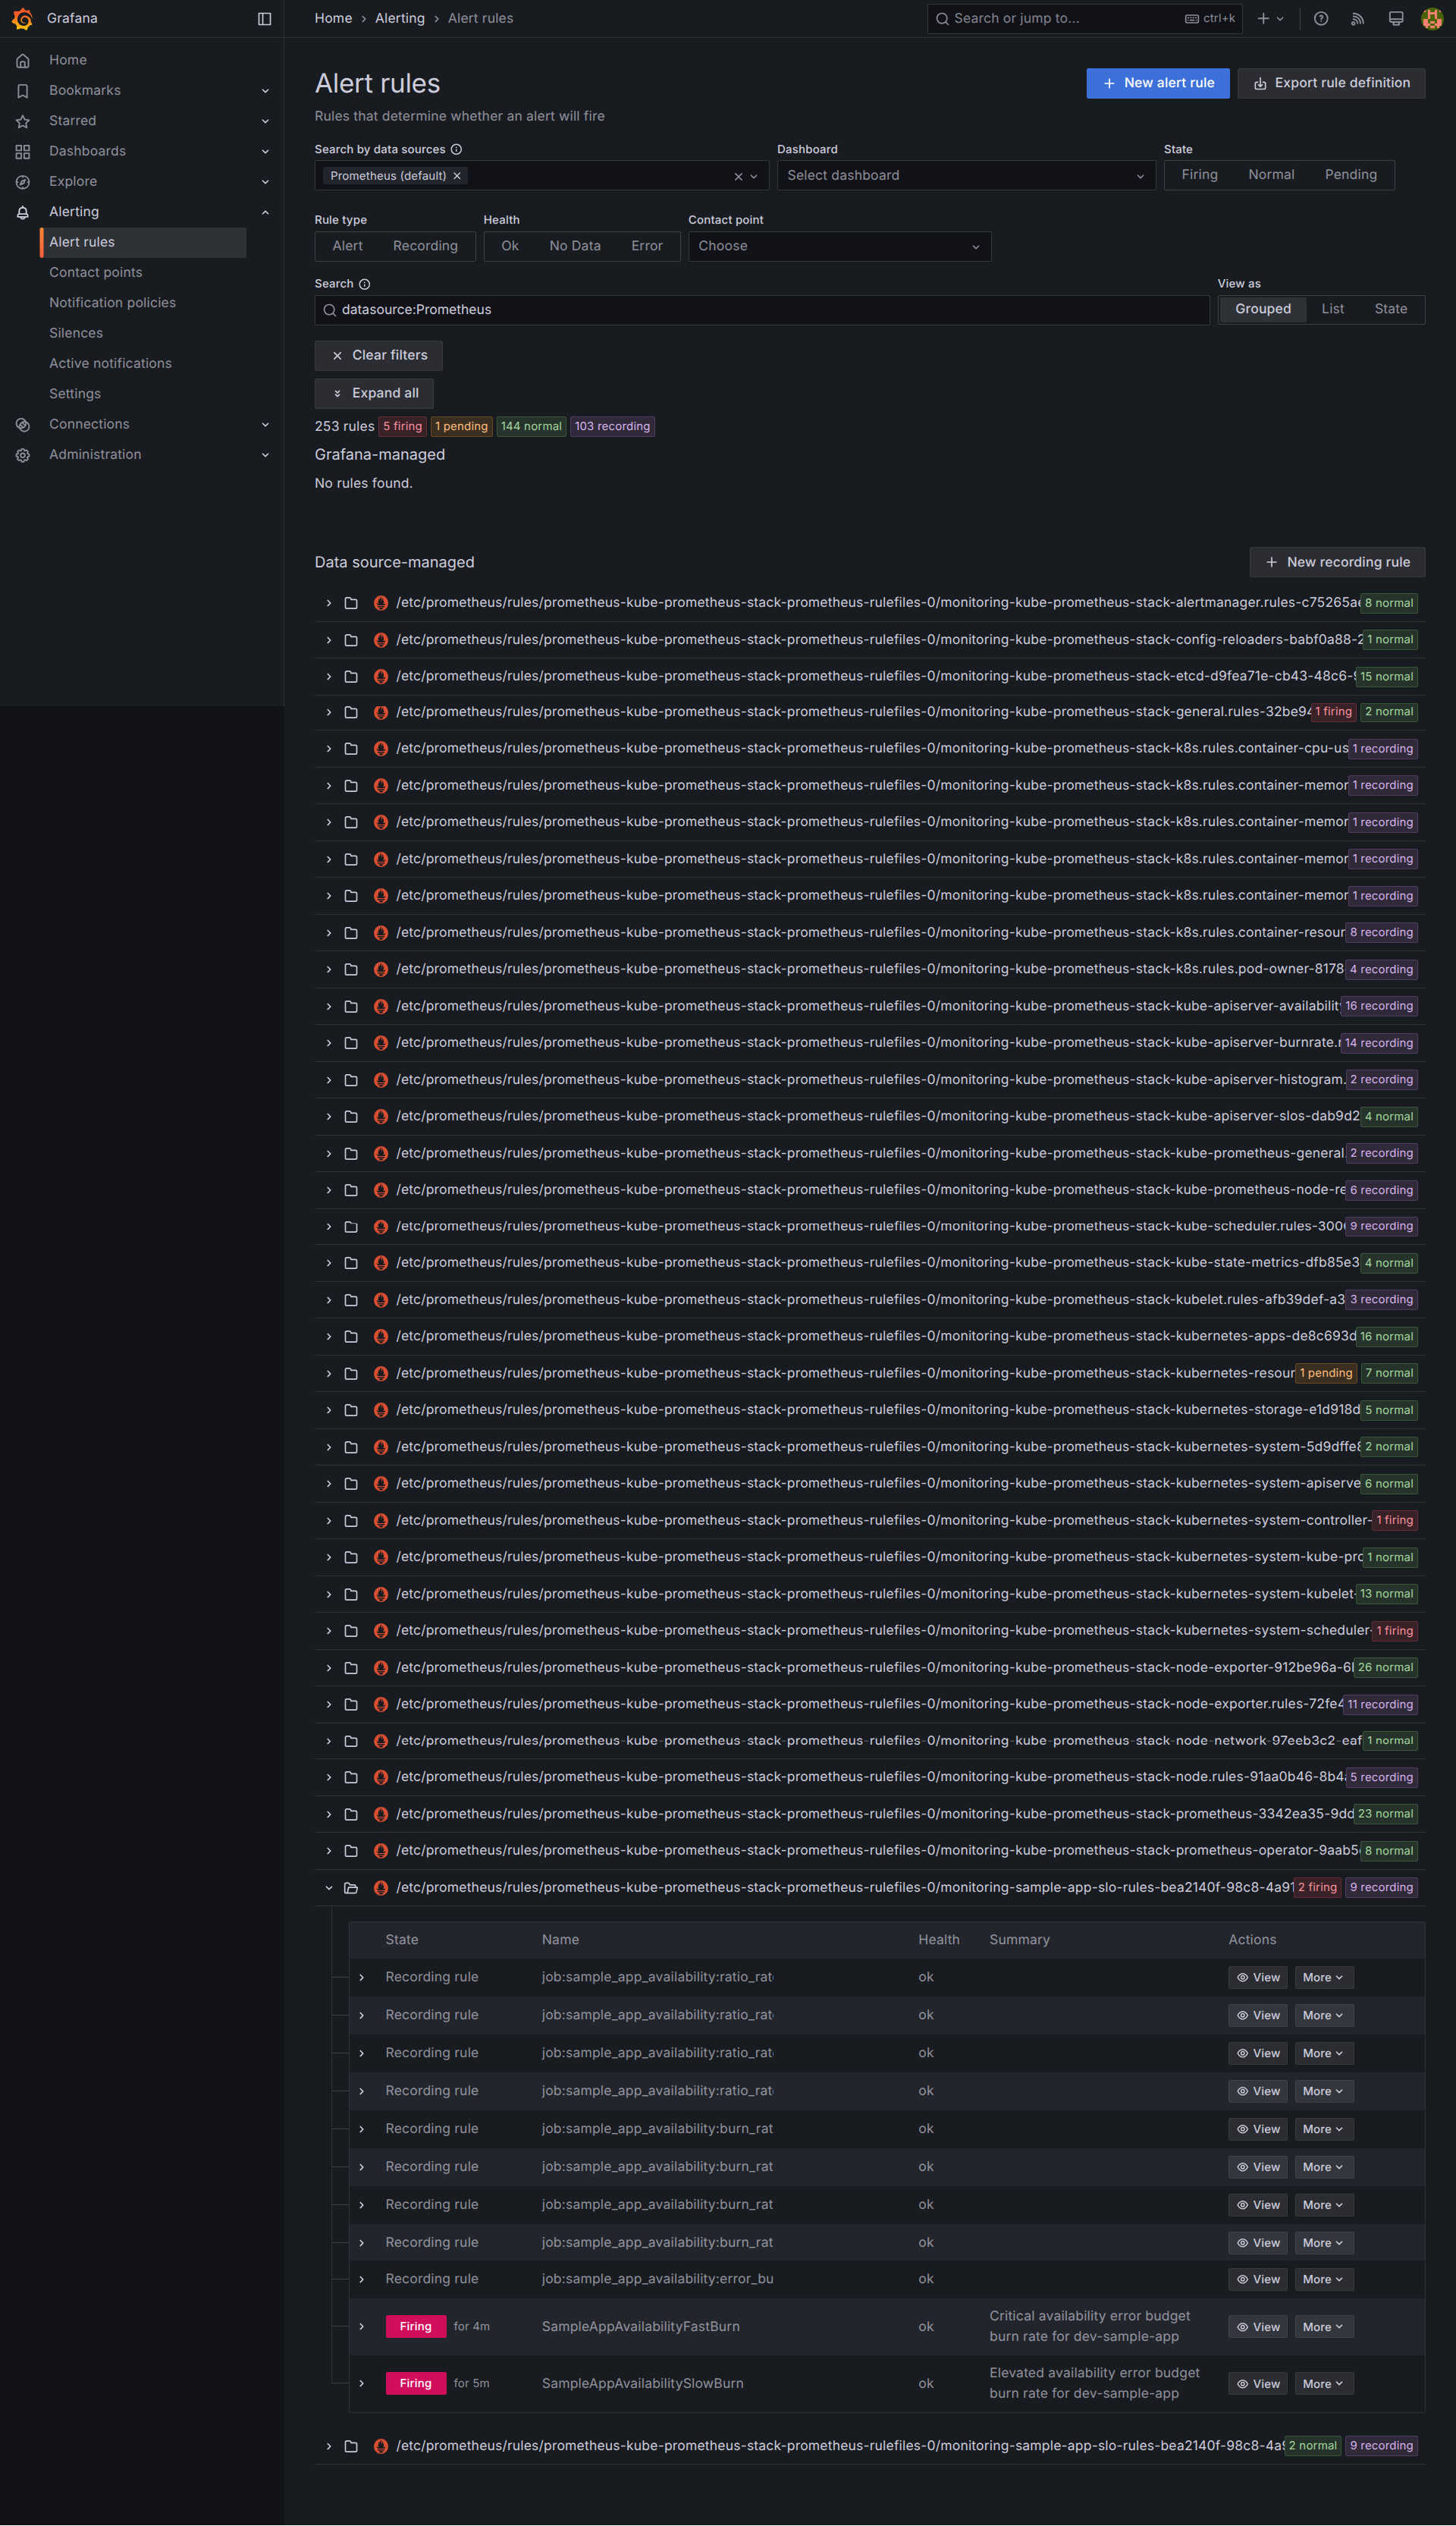 Grafana
Home › Alerting › Alert rules
Search or jump to... ctrl+k
Home
Bookmarks
Starred
Dashboards
Explore
Alerting
Alert rules
Contact points
Notification policies
Silences
Active notifications
Settings
Connections
Administration
Alert rules
New alert rule
Export rule definition
Rules that determine whether an alert will fire
Search by data sources
Dashboard
State
Prometheus (default)
Select dashboard
Firing Normal Pending
Rule type
Health
Contact point
Alert Recording
Ok No Data Error
Choose
Search
View as
datasource:Prometheus
Grouped List State
Clear filters
Expand all
253 rules 5 firing 1 pending 144 normal 103 recording
Grafana-managed
No rules found.
Data source-managed
New recording rule
/etc/prometheus/rules/prometheus-kube-prometheus-stack-prometheus-rulefiles-0/monitoring-kube-prometheus-stack-alertmanager.rules-c75265a 8 normal
/etc/prometheus/rules/prometheus-kube-prometheus-stack-prometheus-rulefiles-0/monitoring-kube-prometheus-stack-config-reloaders-babf0a88-2 1 normal
/etc/prometheus/rules/prometheus-kube-prometheus-stack-prometheus-rulefiles-0/monitoring-kube-prometheus-stack-etcd-d9fea71e-cb43-48c6- 15 normal
/etc/prometheus/rules/prometheus-kube-prometheus-stack-prometheus-rulefiles-0/monitoring-kube-prometheus-stack-general.rules-32be94 1 firing 2 normal
/etc/prometheus/rules/prometheus-kube-prometheus-stack-prometheus-rulefiles-0/monitoring-kube-prometheus-stack-k8s.rules.container-cpu-us 1 recording
/etc/prometheus/rules/prometheus-kube-prometheus-stack-prometheus-rulefiles-0/monitoring-kube-prometheus-stack-k8s.rules.container-memor 1 recording
/etc/prometheus/rules/prometheus-kube-prometheus-stack-prometheus-rulefiles-0/monitoring-kube-prometheus-stack-k8s.rules.container-memor 1 recording
/etc/prometheus/rules/prometheus-kube-prometheus-stack-prometheus-rulefiles-0/monitoring-kube-prometheus-stack-k8s.rules.container-memor 1 recording
/etc/prometheus/rules/prometheus-kube-prometheus-stack-prometheus-rulefiles-0/monitoring-kube-prometheus-stack-k8s.rules.container-memor 1 recording
/etc/prometheus/rules/prometheus-kube-prometheus-stack-prometheus-rulefiles-0/monitoring-kube-prometheus-stack-k8s.rules.container-resour 8 recording
/etc/prometheus/rules/prometheus-kube-prometheus-stack-prometheus-rulefiles-0/monitoring-kube-prometheus-stack-k8s.rules.pod-owner-8178 4 recording
/etc/prometheus/rules/prometheus-kube-prometheus-stack-prometheus-rulefiles-0/monitoring-kube-prometheus-stack-kube-apiserver-availability 16 recording
/etc/prometheus/rules/prometheus-kube-prometheus-stack-prometheus-rulefiles-0/monitoring-kube-prometheus-stack-kube-apiserver-burnrate.r 14 recording
/etc/prometheus/rules/prometheus-kube-prometheus-stack-prometheus-rulefiles-0/monitoring-kube-prometheus-stack-kube-apiserver-histogram. 2 recording
/etc/prometheus/rules/prometheus-kube-prometheus-stack-prometheus-rulefiles-0/monitoring-kube-prometheus-stack-kube-apiserver-slos-dab9d2 4 normal
/etc/prometheus/rules/prometheus-kube-prometheus-stack-prometheus-rulefiles-0/monitoring-kube-prometheus-stack-kube-prometheus-general. 2 recording
/etc/prometheus/rules/prometheus-kube-prometheus-stack-prometheus-rulefiles-0/monitoring-kube-prometheus-stack-kube-prometheus-node-re 6 recording
/etc/prometheus/rules/prometheus-kube-prometheus-stack-prometheus-rulefiles-0/monitoring-kube-prometheus-stack-kube-scheduler.rules-300 9 recording
/etc/prometheus/rules/prometheus-kube-prometheus-stack-prometheus-rulefiles-0/monitoring-kube-prometheus-stack-kube-state-metrics-dfb85e3 4 normal
/etc/prometheus/rules/prometheus-kube-prometheus-stack-prometheus-rulefiles-0/monitoring-kube-prometheus-stack-kubelet.rules-afb39def-a3 3 recording
/etc/prometheus/rules/prometheus-kube-prometheus-stack-prometheus-rulefiles-0/monitoring-kube-prometheus-stack-kubernetes-apps-de8c693d 16 normal
/etc/prometheus/rules/prometheus-kube-prometheus-stack-prometheus-rulefiles-0/monitoring-kube-prometheus-stack-kubernetes-resour 1 pending 7 normal
/etc/prometheus/rules/prometheus-kube-prometheus-stack-prometheus-rulefiles-0/monitoring-kube-prometheus-stack-kubernetes-storage-e1d918d 5 normal
/etc/prometheus/rules/prometheus-kube-prometheus-stack-prometheus-rulefiles-0/monitoring-kube-prometheus-stack-kubernetes-system-5d9dffe 2 normal
/etc/prometheus/rules/prometheus-kube-prometheus-stack-prometheus-rulefiles-0/monitoring-kube-prometheus-stack-kubernetes-system-apiserve 6 normal
/etc/prometheus/rules/prometheus-kube-prometheus-stack-prometheus-rulefiles-0/monitoring-kube-prometheus-stack-kubernetes-system-controller- 1 firing
/etc/prometheus/rules/prometheus-kube-prometheus-stack-prometheus-rulefiles-0/monitoring-kube-prometheus-stack-kubernetes-system-kube-pro 1 normal
/etc/prometheus/rules/prometheus-kube-prometheus-stack-prometheus-rulefiles-0/monitoring-kube-prometheus-stack-kubernetes-system-kubelet- 13 normal
/etc/prometheus/rules/prometheus-kube-prometheus-stack-prometheus-rulefiles-0/monitoring-kube-prometheus-stack-kubernetes-system-scheduler- 1 firing
/etc/prometheus/rules/prometheus-kube-prometheus-stack-prometheus-rulefiles-0/monitoring-kube-prometheus-stack-node-exporter-912be96a-6 26 normal
/etc/prometheus/rules/prometheus-kube-prometheus-stack-prometheus-rulefiles-0/monitoring-kube-prometheus-stack-node-exporter.rules-72fe4 11 recording
/etc/prometheus/rules/prometheus-kube-prometheus-stack-prometheus-rulefiles-0/monitoring-kube-prometheus-stack-node-network-97eeb3c2-eaf 1 normal
/etc/prometheus/rules/prometheus-kube-prometheus-stack-prometheus-rulefiles-0/monitoring-kube-prometheus-stack-node.rules-91aa0b46-8b4 5 recording
/etc/prometheus/rules/prometheus-kube-prometheus-stack-prometheus-rulefiles-0/monitoring-kube-prometheus-stack-prometheus-3342ea35-9dd 23 normal
/etc/prometheus/rules/prometheus-kube-prometheus-stack-prometheus-rulefiles-0/monitoring-kube-prometheus-stack-prometheus-operator-9aab5 8 normal
/etc/prometheus/rules/prometheus-kube-prometheus-stack-prometheus-rulefiles-0/monitoring-sample-app-slo-rules-bea2140f-98c8-4a91 2 firing 9 recording
State Name Health Summary Actions
Recording rule job:sample_app_availability:ratio_rat ok View More
Recording rule job:sample_app_availability:ratio_rat ok View More
Recording rule job:sample_app_availability:ratio_rat ok View More
Recording rule job:sample_app_availability:ratio_rat ok View More
Recording rule job:sample_app_availability:burn_rat ok View More
Recording rule job:sample_app_availability:burn_rat ok View More
Recording rule job:sample_app_availability:burn_rat ok View More
Recording rule job:sample_app_availability:burn_rat ok View More
Recording rule job:sample_app_availability:error_bu ok View More
Firing for 4m SampleAppAvailabilityFastBurn ok Critical availability error budget View More
burn rate for dev-sample-app
Firing for 5m SampleAppAvailabilitySlowBurn ok Elevated availability error budget View More
burn rate for dev-sample-app
/etc/prometheus/rules/prometheus-kube-prometheus-stack-prometheus-rulefiles-0/monitoring-sample-app-slo-rules-bea2140f-98c8-4a 2 normal 9 recording